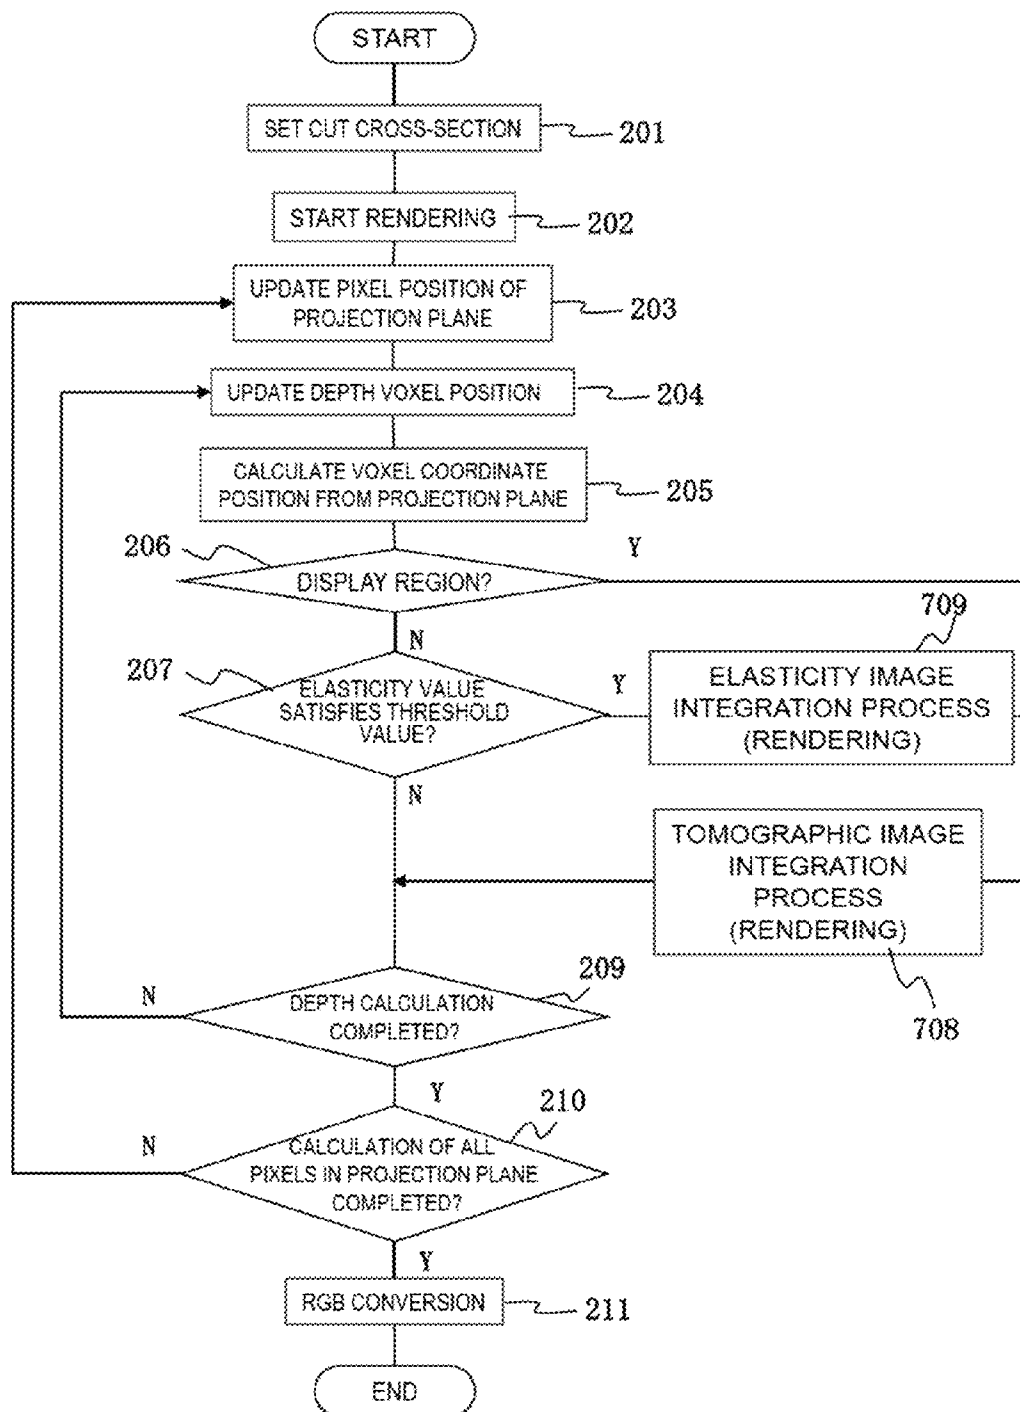 START
SET CUT CROSS-SECTION
201
START RENDERING
202
UPDATE PIXEL POSITION OF
PROJECTION PLANE
203
UPDATE DEPTH VOXEL POSITION
204
CALCULATE VOXEL COORDINATE
POSITION FROM PROJECTION PLANE
205
206
DISPLAY REGION?
Y
N
207
ELASTICITY VALUE
SATISFIES THRESHOLD
VALUE?
Y
N
709
ELASTICITY IMAGE
INTEGRATION PROCESS
(RENDERING)
TOMOGRAPHIC IMAGE
INTEGRATION
PROCESS
(RENDERING)
708
209
DEPTH CALCULATION
COMPLETED?
N
Y
210
CALCULATION OF ALL
PIXELS IN PROJECTION PLANE
COMPLETED?
N
Y
RGB CONVERSION
211
END